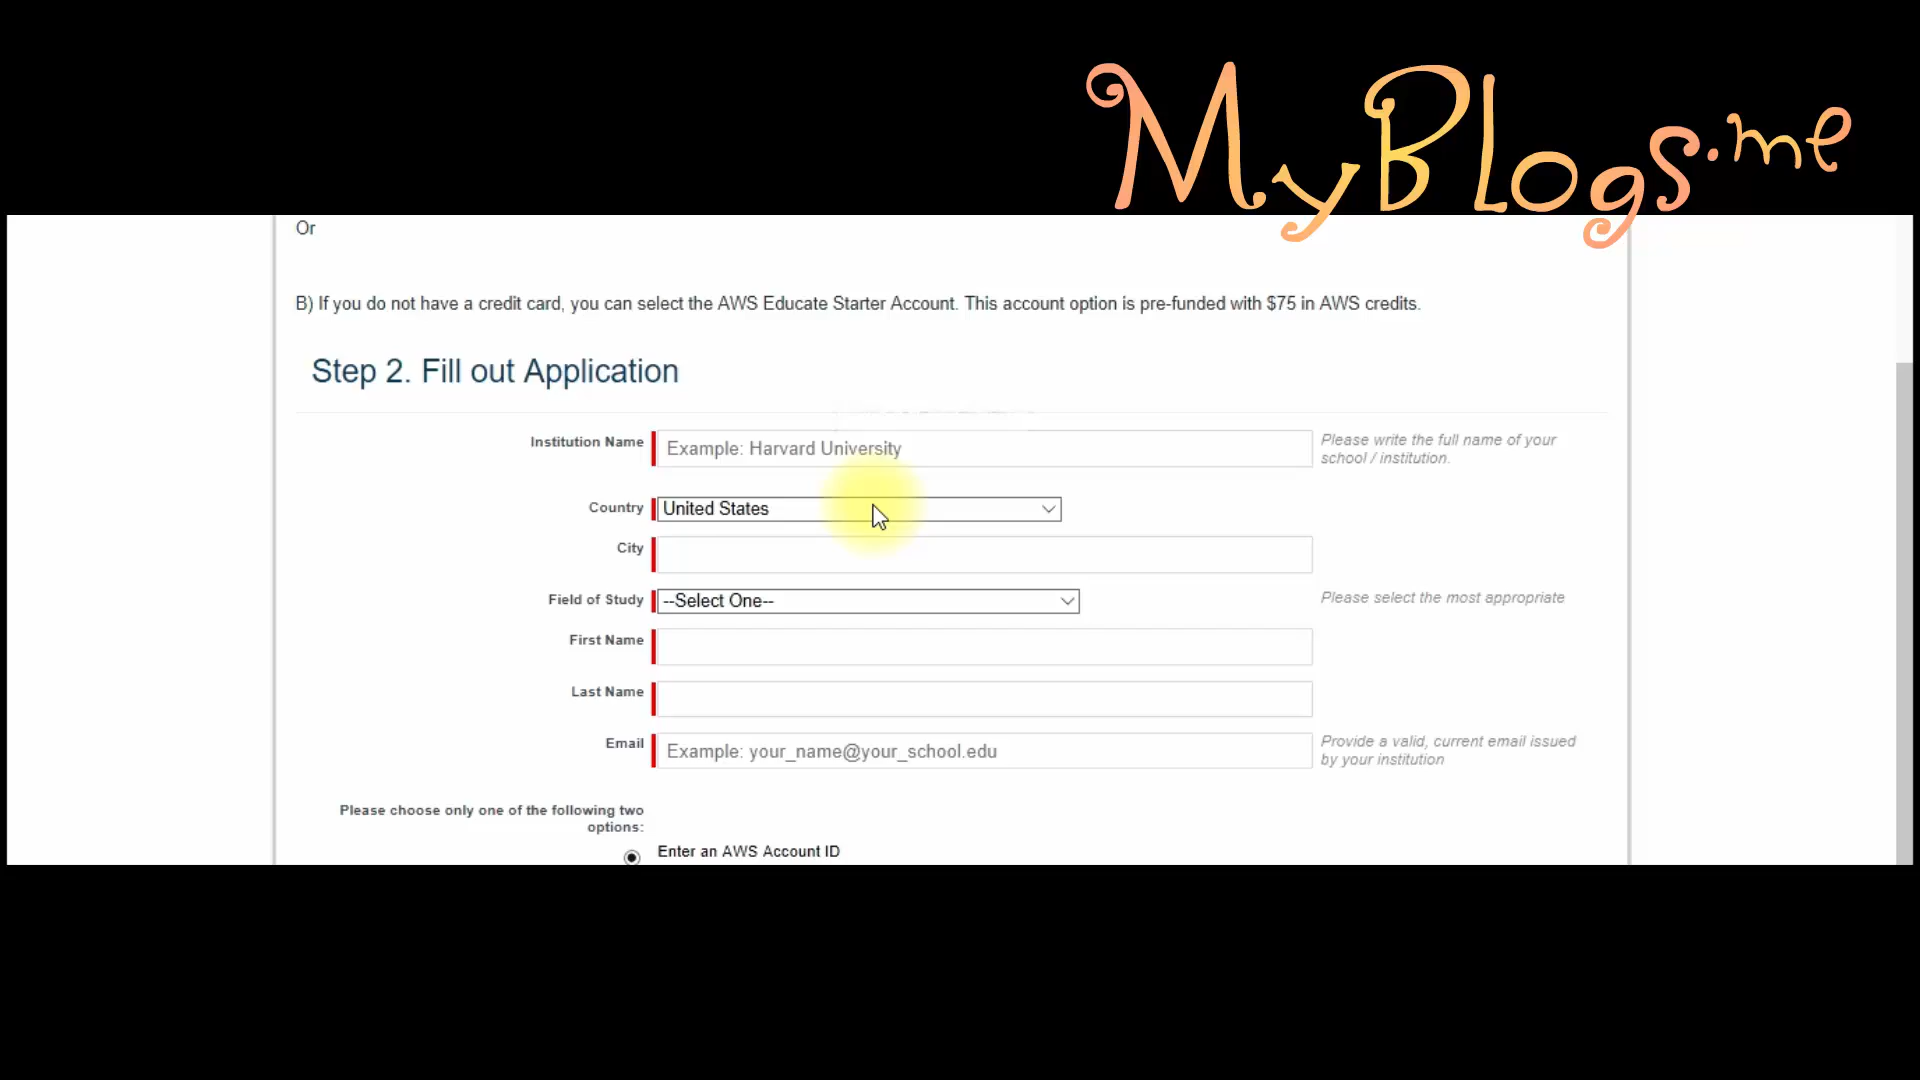 MyBlogs.me
Or
B) If you do not have a credit card, you can select the AWS Educate Starter Account. This account option is pre-funded with $75 in AWS credits.
Step 2. Fill out Application
Institution Name
Example: Harvard University
Please write the full name of your
school / institution.
Country
United States
City
Field of Study
--Select One--
Please select the most appropriate
First Name
Last Name
Email
Example: your_name@your_school.edu
Provide a valid, current email issued
by your institution
Please choose only one of the following two
options:
Enter an AWS Account ID